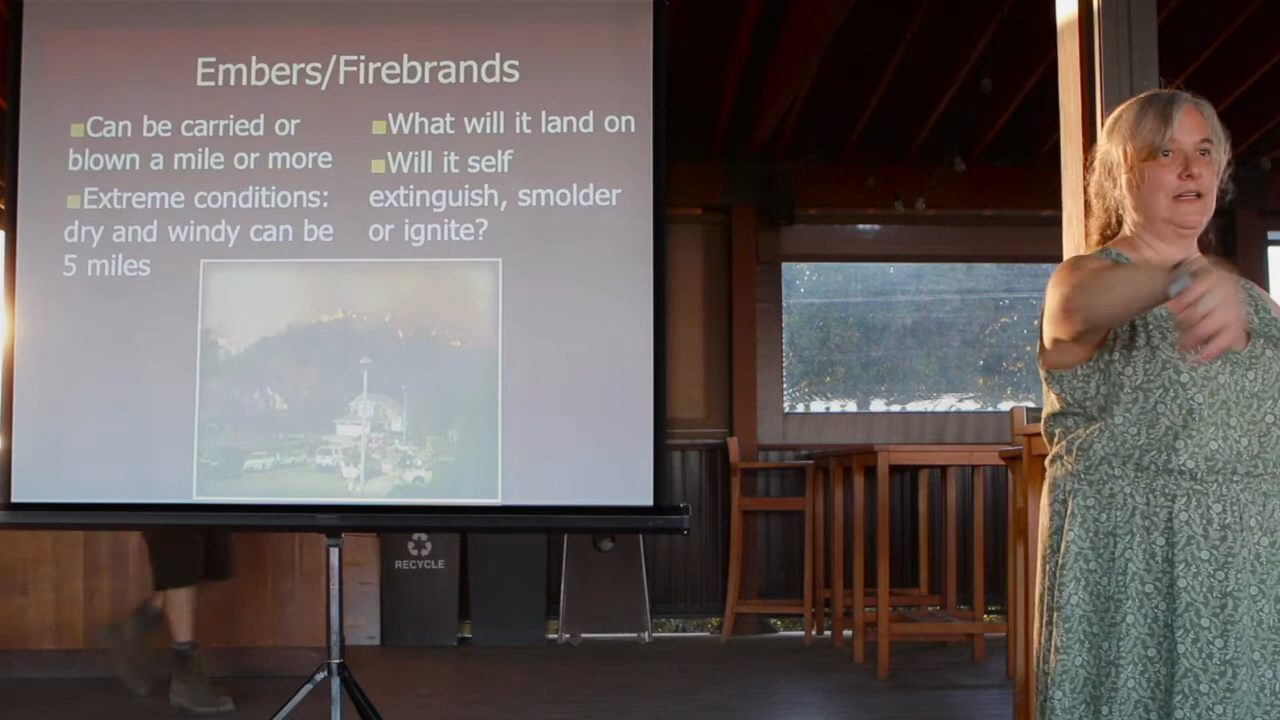 Embers/Firebrands
■Can be carried or
blown a mile or more
■Extreme conditions:
dry and windy can be
5 miles
■What will it land on
■Will it self
extinguish, smolder
or ignite?
RECYCLE